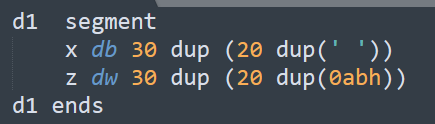 d1  segment
    x db 30 dup (20 dup(' '))
    z dw 30 dup (20 dup(0abh))
d1 ends